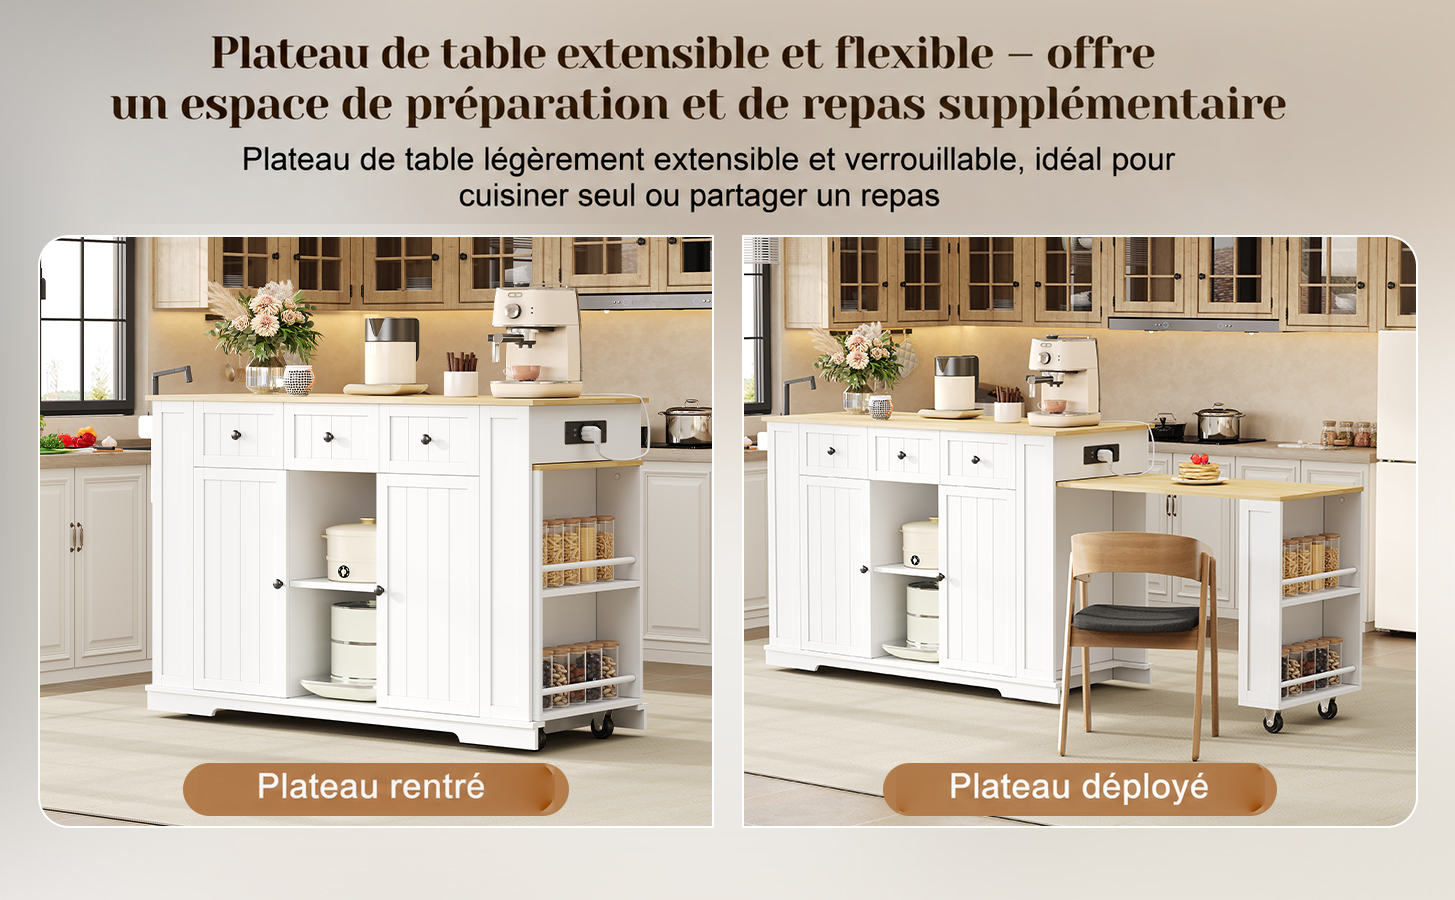 Plateau de table extensible et flexible – offre
un espace de préparation et de repas supplémentaire
Plateau de table légèrement extensible et verrouillable, idéal pour
cuisiner seul ou partager un repas
Plateau rentré
Plateau déployé